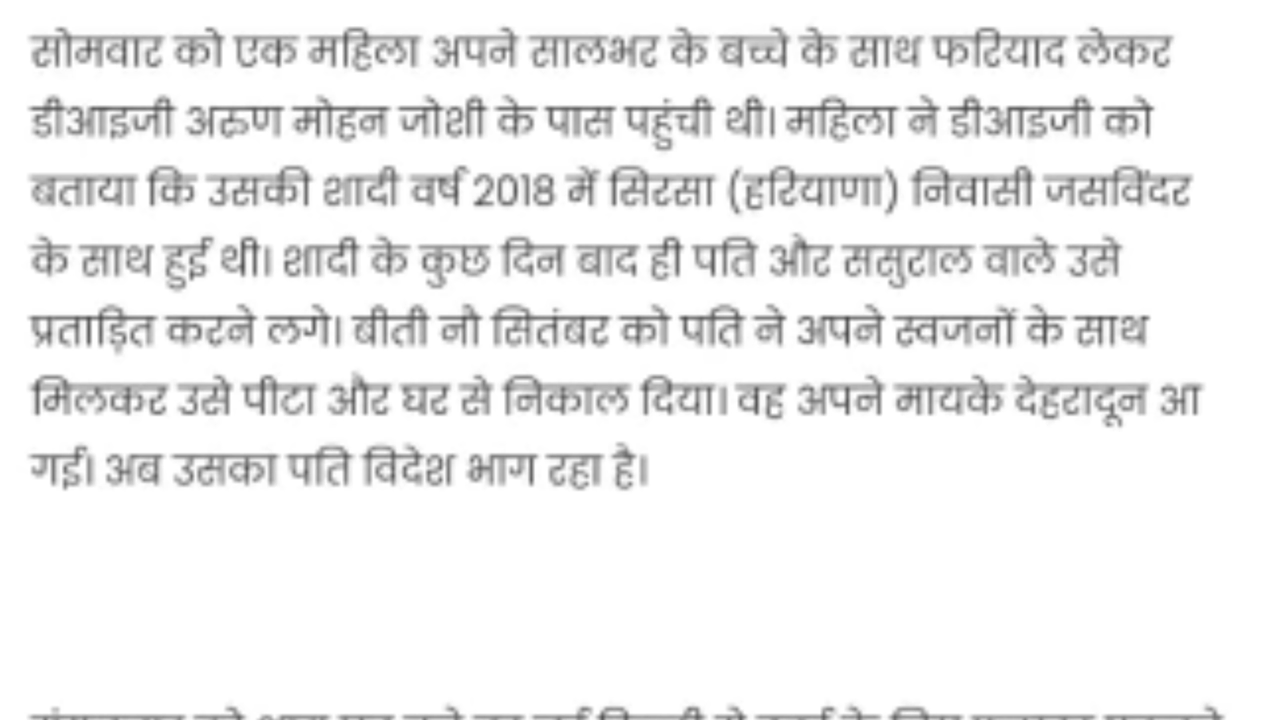 सोमवार को एक महिला अपने सालभर के बच्चे के साथ फरियाद लेकर
डीआइजी अरुण मोहन जोशी के पास पहुंची थी। महिला ने डीआइजी को
बताया कि उसकी शादी वर्ष 2018 में सिरसा (हरियाणा) निवासी जसविंदर
के साथ हुई थी। शादी के कुछ दिन बाद ही पति और ससुराल वाले उसे
प्रताड़ित करने लगे। बीती नौ सितंबर को पति ने अपने स्वजनों के साथ
मिलकर उसे पीटा और घर से निकाल दिया। वह अपने मायके देहरादून आ
गई। अब उसका पति विदेश भाग रहा है।